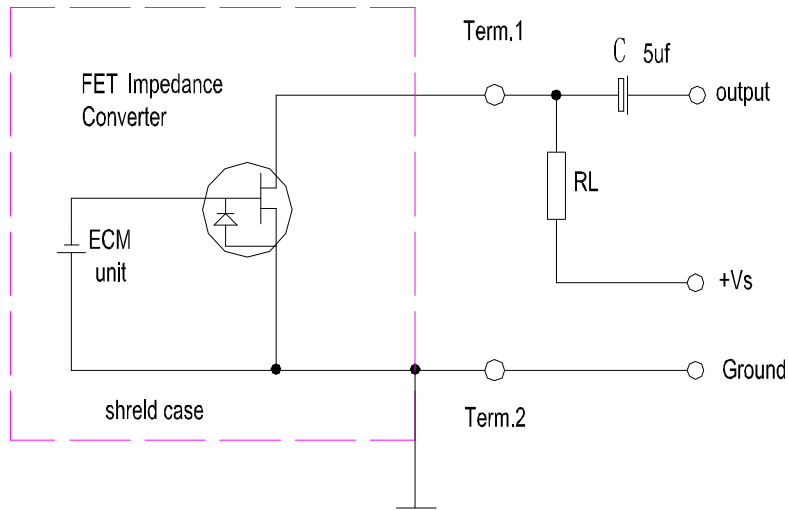 Term.1
C 5uf
FET Impedance
Converter
output
RL
ECM
unit
+Vs
Ground
shreld case
Term.2